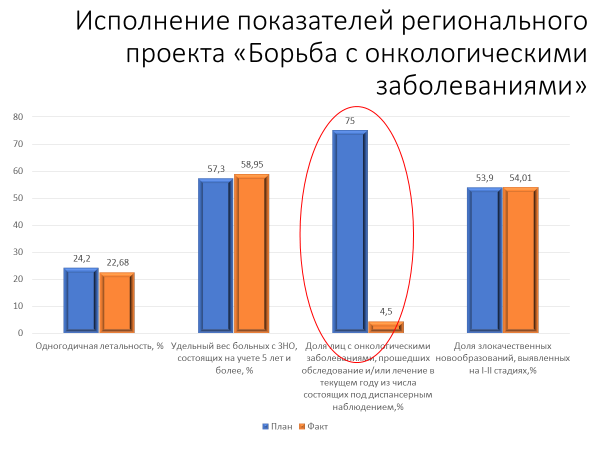 Исполнение показателей регионального
проекта «Борьба с онкологическими
заболеваниями»
80
70
60
50
40
30
20
10
0
24,2
22,68
57,3
58,95
75
4,5
53,9
54,01
Одногодичная летальность, %
Удельный вес больных с ЗНО,
состоящих на учете 5 лет и
более, %
Доля лиц с онкологическими
заболеваниями, прошедших
обследование и/или лечение в
текущем году из числа
состоящих под диспансерным
наблюдением,%
Доля злокачественных
новообразований, выявленных
на I-II стадиях,%
План
Факт